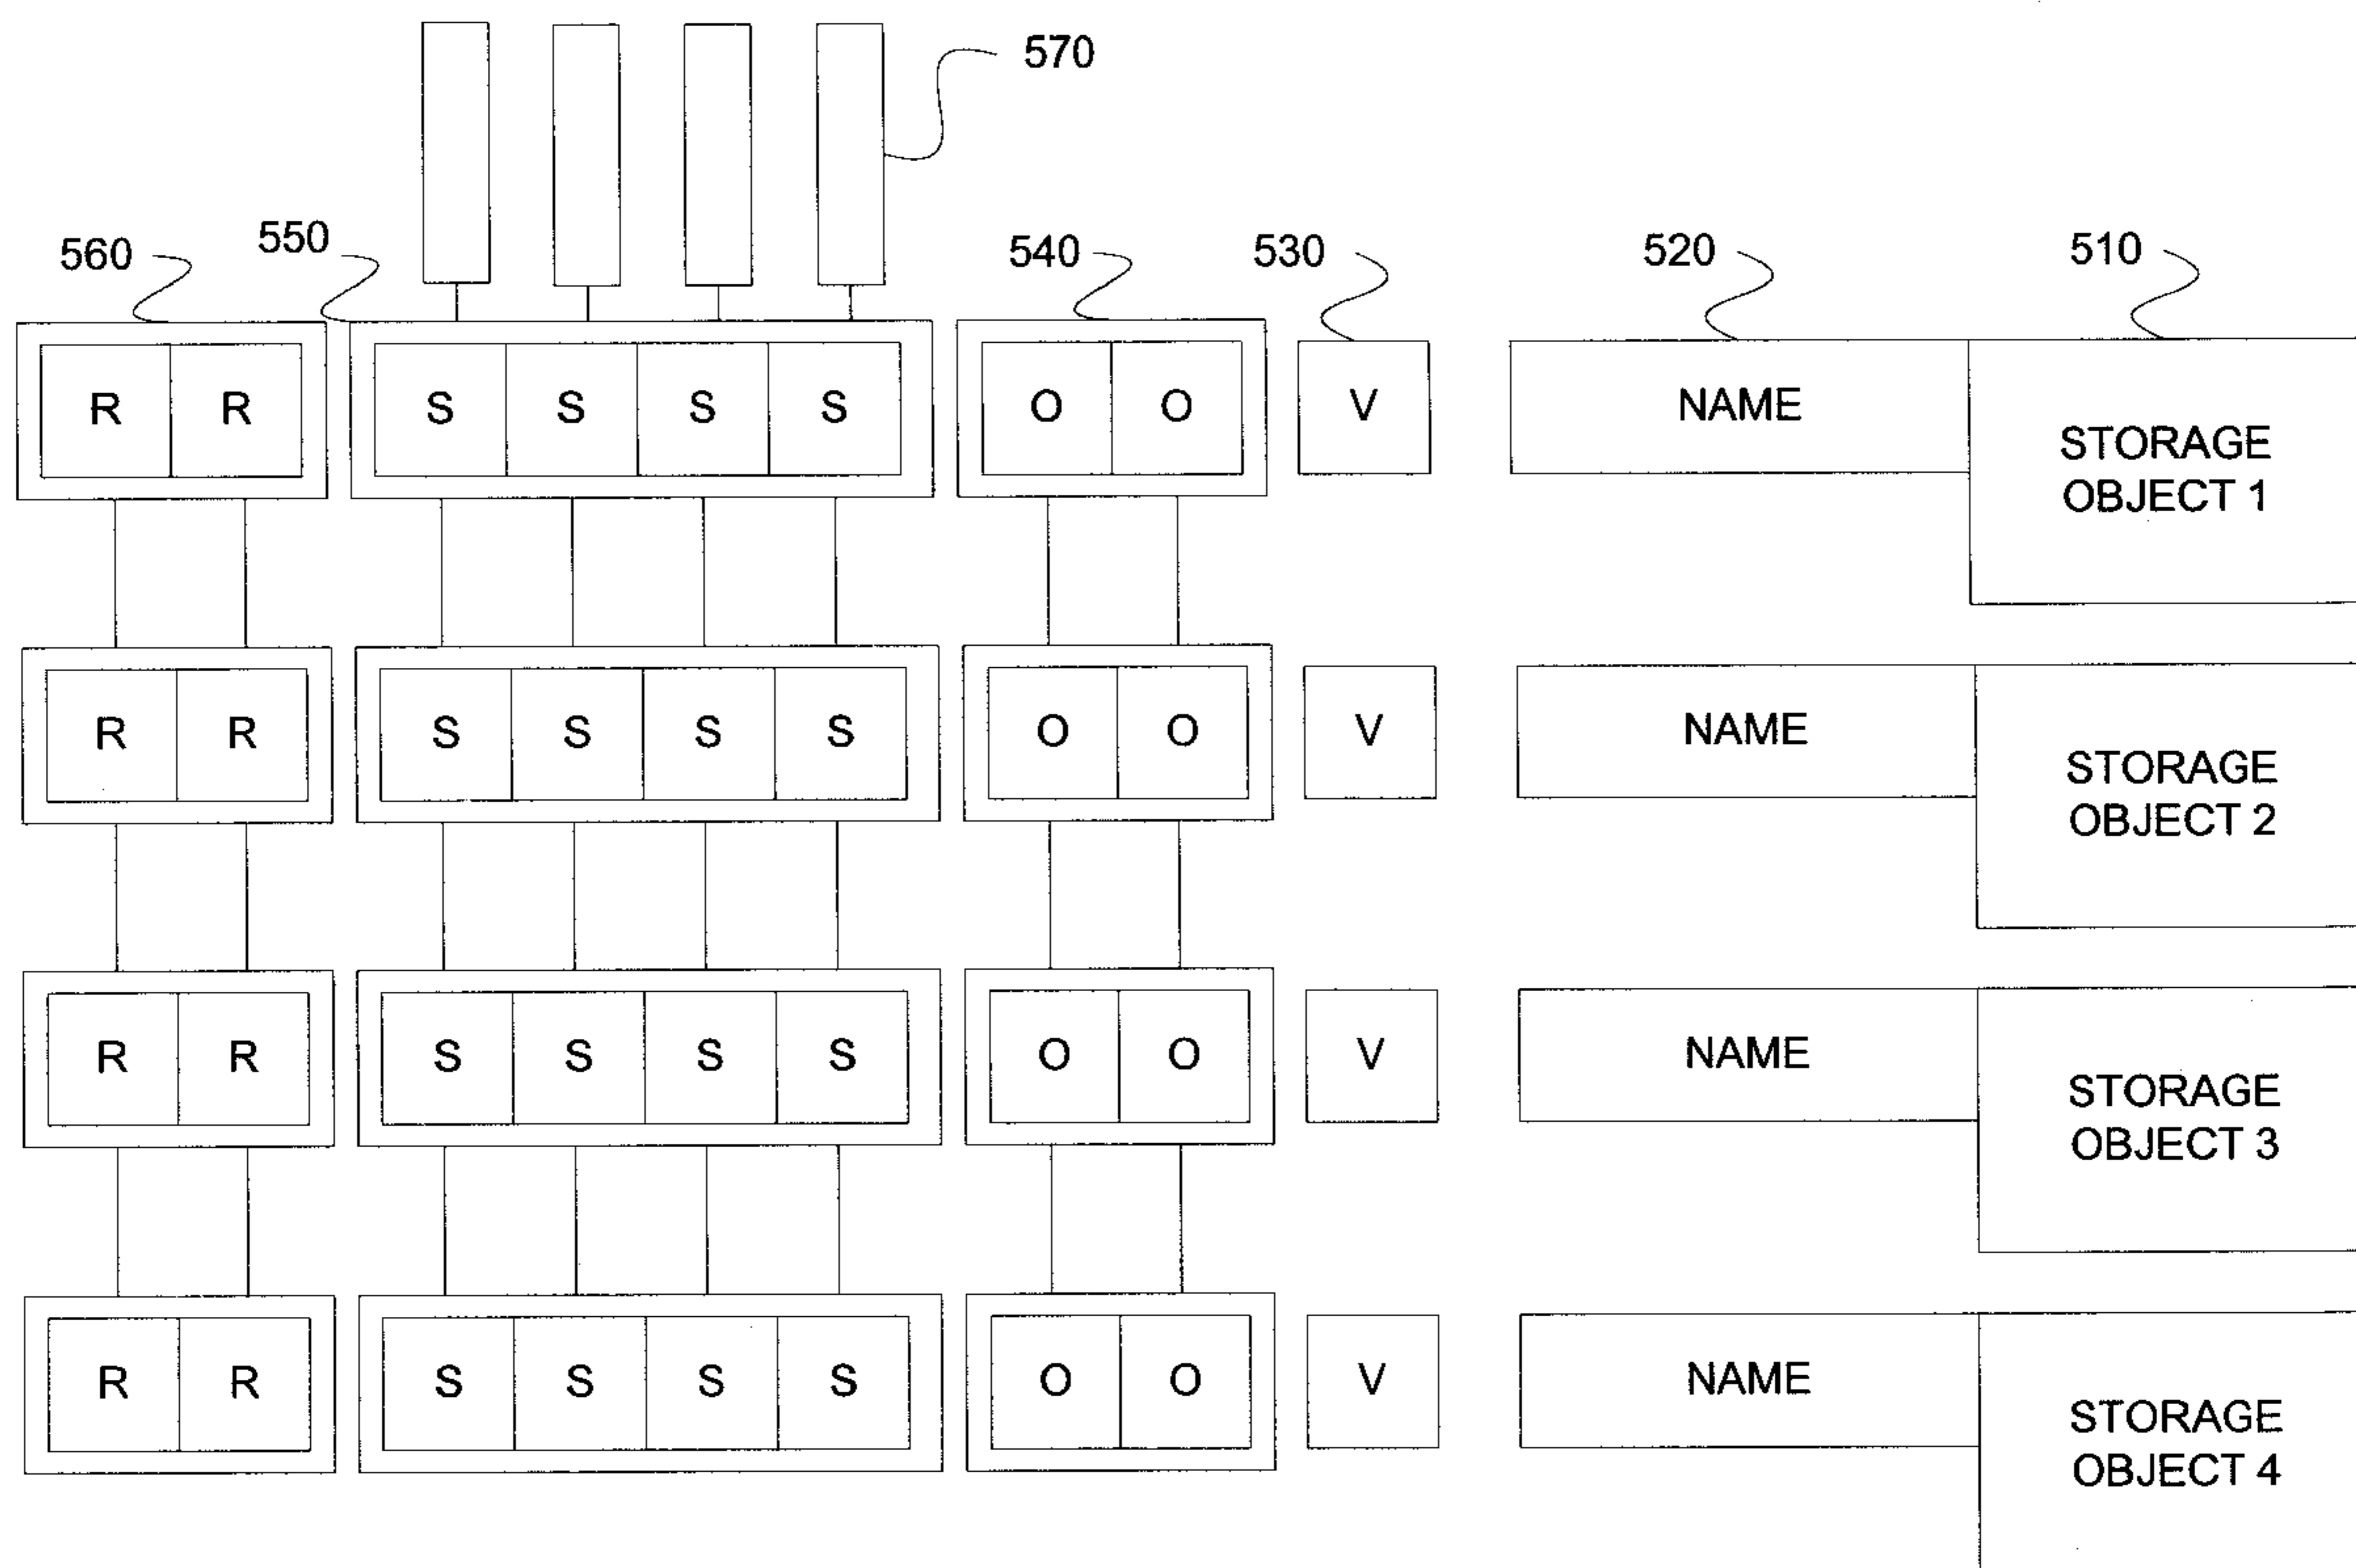 570
560 550 540 530 520 510
R R S S S S O O V NAME STORAGE OBJECT 1
R R S S S S O O V NAME STORAGE OBJECT 2
R R S S S S O O V NAME STORAGE OBJECT 3
R R S S S S O O V NAME STORAGE OBJECT 4